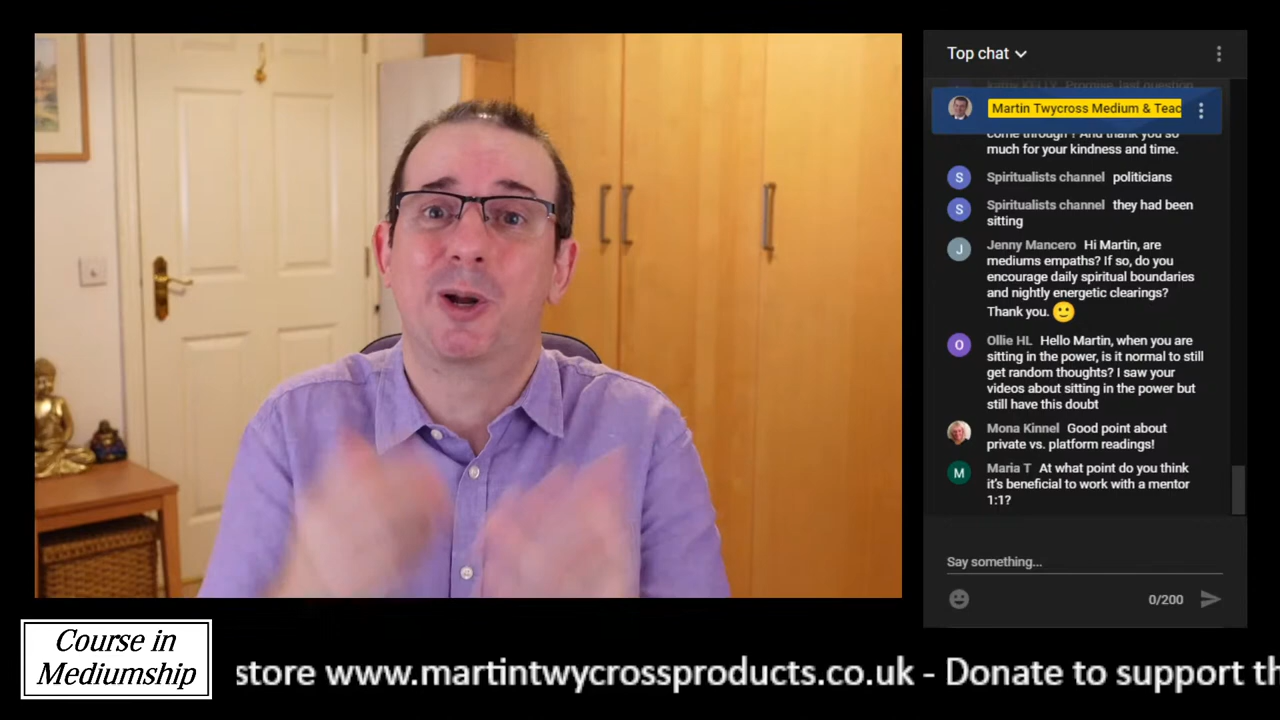 Top chat
kathy KELLY Promise, last question
Martin Twycross Medium & Teac
come through ? And thank you so
much for your kindness and time.
S
Spiritualists channel politicians
S
Spiritualists channel they had been
sitting
J
Jenny Mancero Hi Martin, are
mediums empaths? If so, do you
encourage daily spiritual boundaries
and nightly energetic clearings?
Thank you.
O
Ollie HL Hello Martin, when you are
sitting in the power, is it normal to still
get random thoughts? I saw your
videos about sitting in the power but
still have this doubt
Mona Kinnel Good point about
private vs. platform readings!
M
Maria T At what point do you think
it's beneficial to work with a mentor
1:1?
Say something...
0/200
Course in
Mediumship
store www.martintwycrossproducts.co.uk - Donate to support th